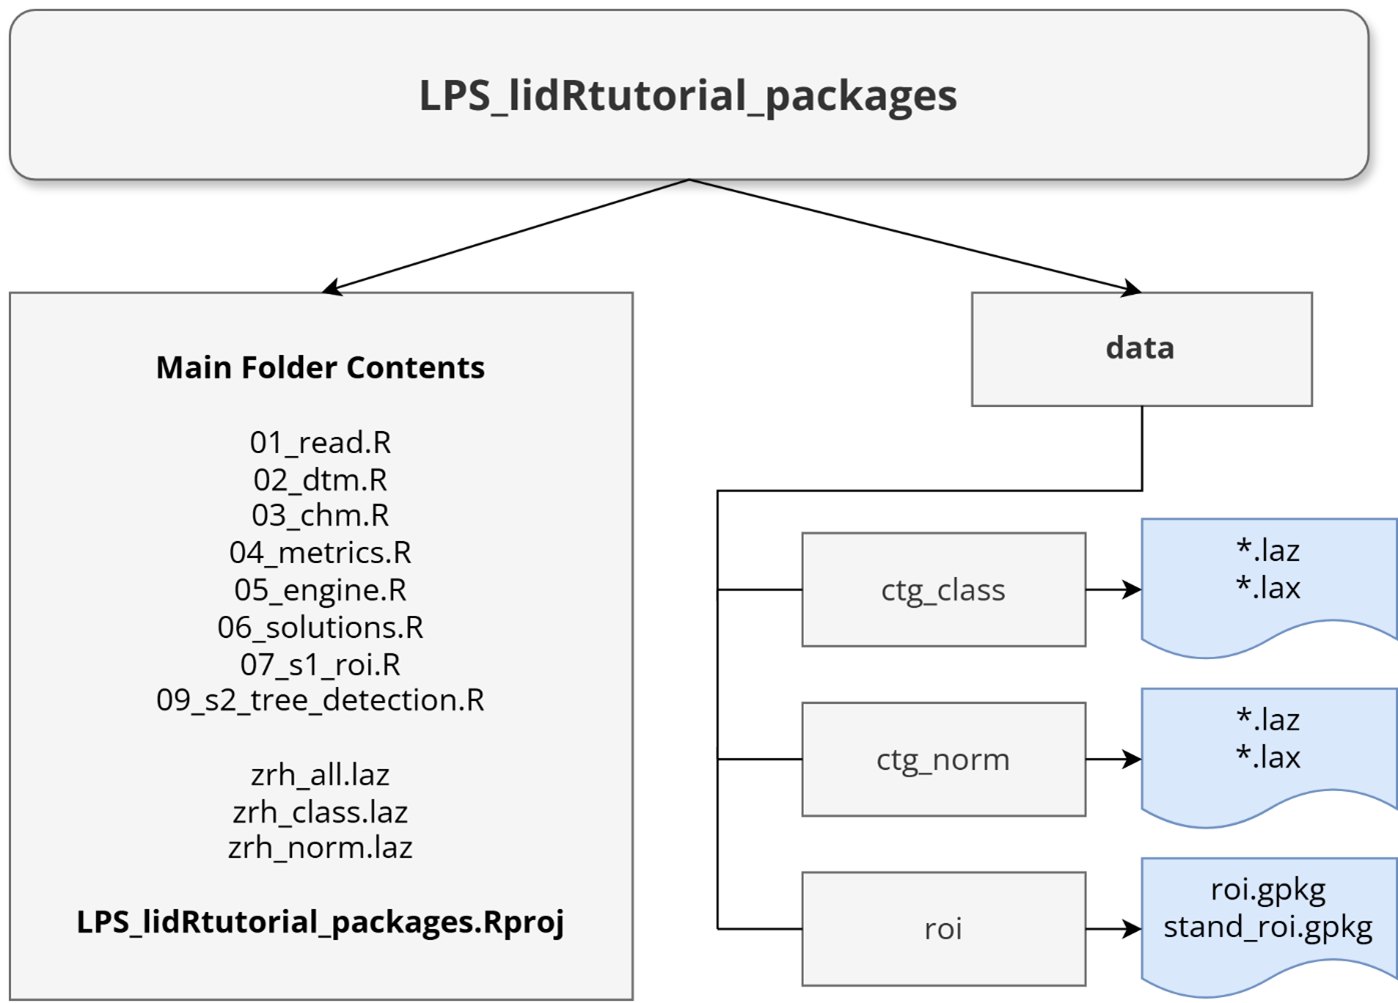 LPS_lidRtutorial_packages
Main Folder Contents
01_read.R
02_dtm.R
03_chm.R
04_metrics.R
05_engine.R
06_solutions.R
07_s1_roi.R
09_s2_tree_detection.R
zrh_all.laz
zrh_class.laz
zrh_norm.laz
LPS_lidRtutorial_packages.Rproj
data
ctg_class
*.laz
*.lax
ctg_norm
*.laz
*.lax
roi
roi.gpkg
stand_roi.gpkg